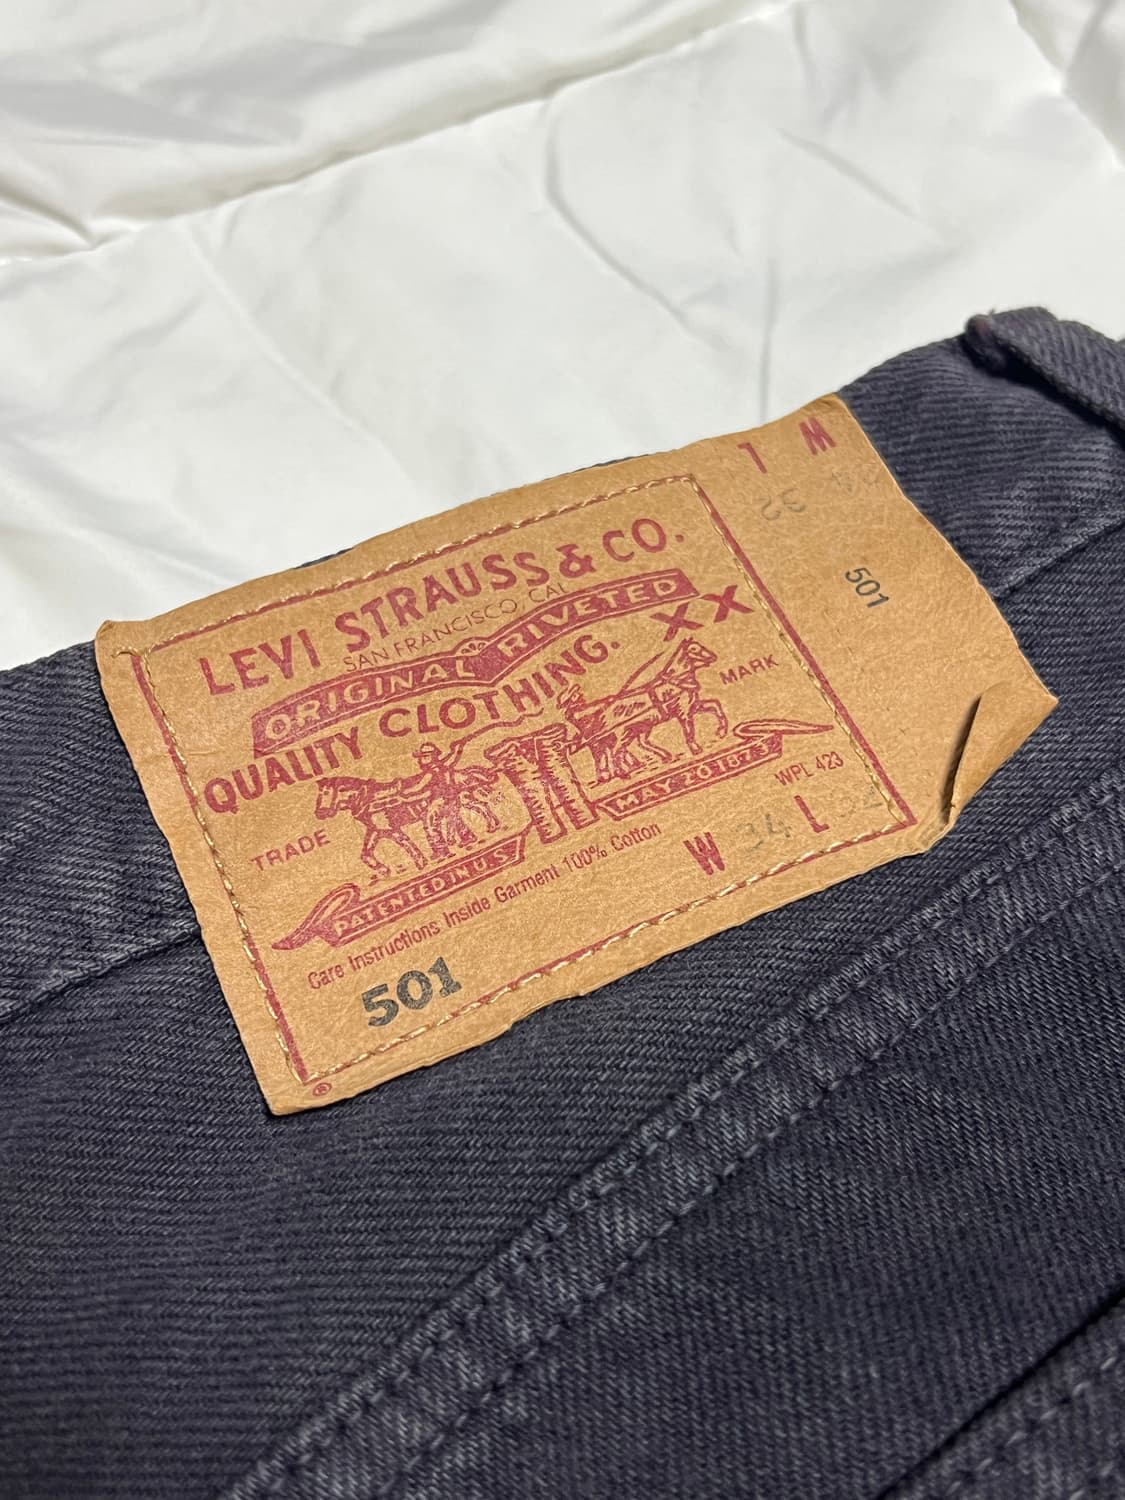 LEVI STRAUSS & CO.
SAN FRANCISCO, CAL
ORIGINAL RIVETED
QUALITY CLOTHING. XX
TRADE MARK
PATENTED IN U.S. MAY 20 1873
WPL 423
Care Instructions Inside Garment 100% Cotton
W 34 L 32
501
®
W L
34 32
501